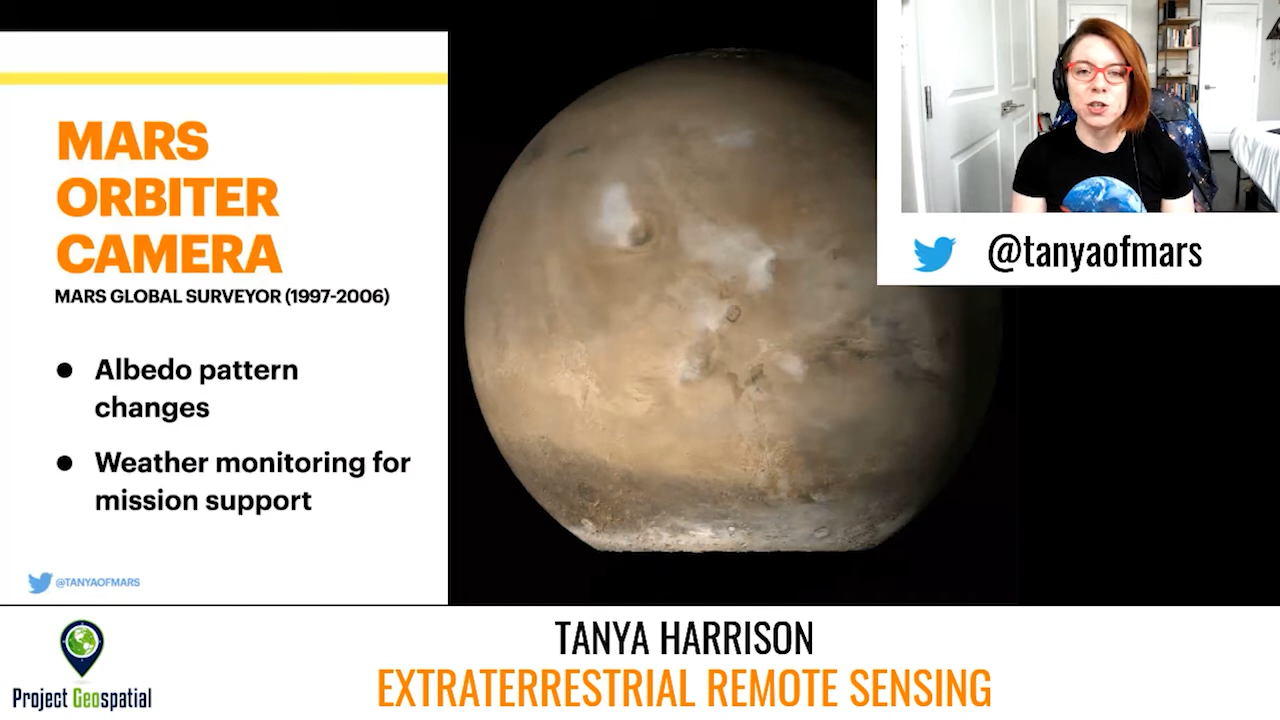 MARS
ORBITER
CAMERA
MARS GLOBAL SURVEYOR (1997-2006)
● Albedo pattern
changes
● Weather monitoring for
mission support
@TANYAOFMARS
@tanyaofmars
Project Geospatial
TANYA HARRISON
EXTRATERRESTRIAL REMOTE SENSING